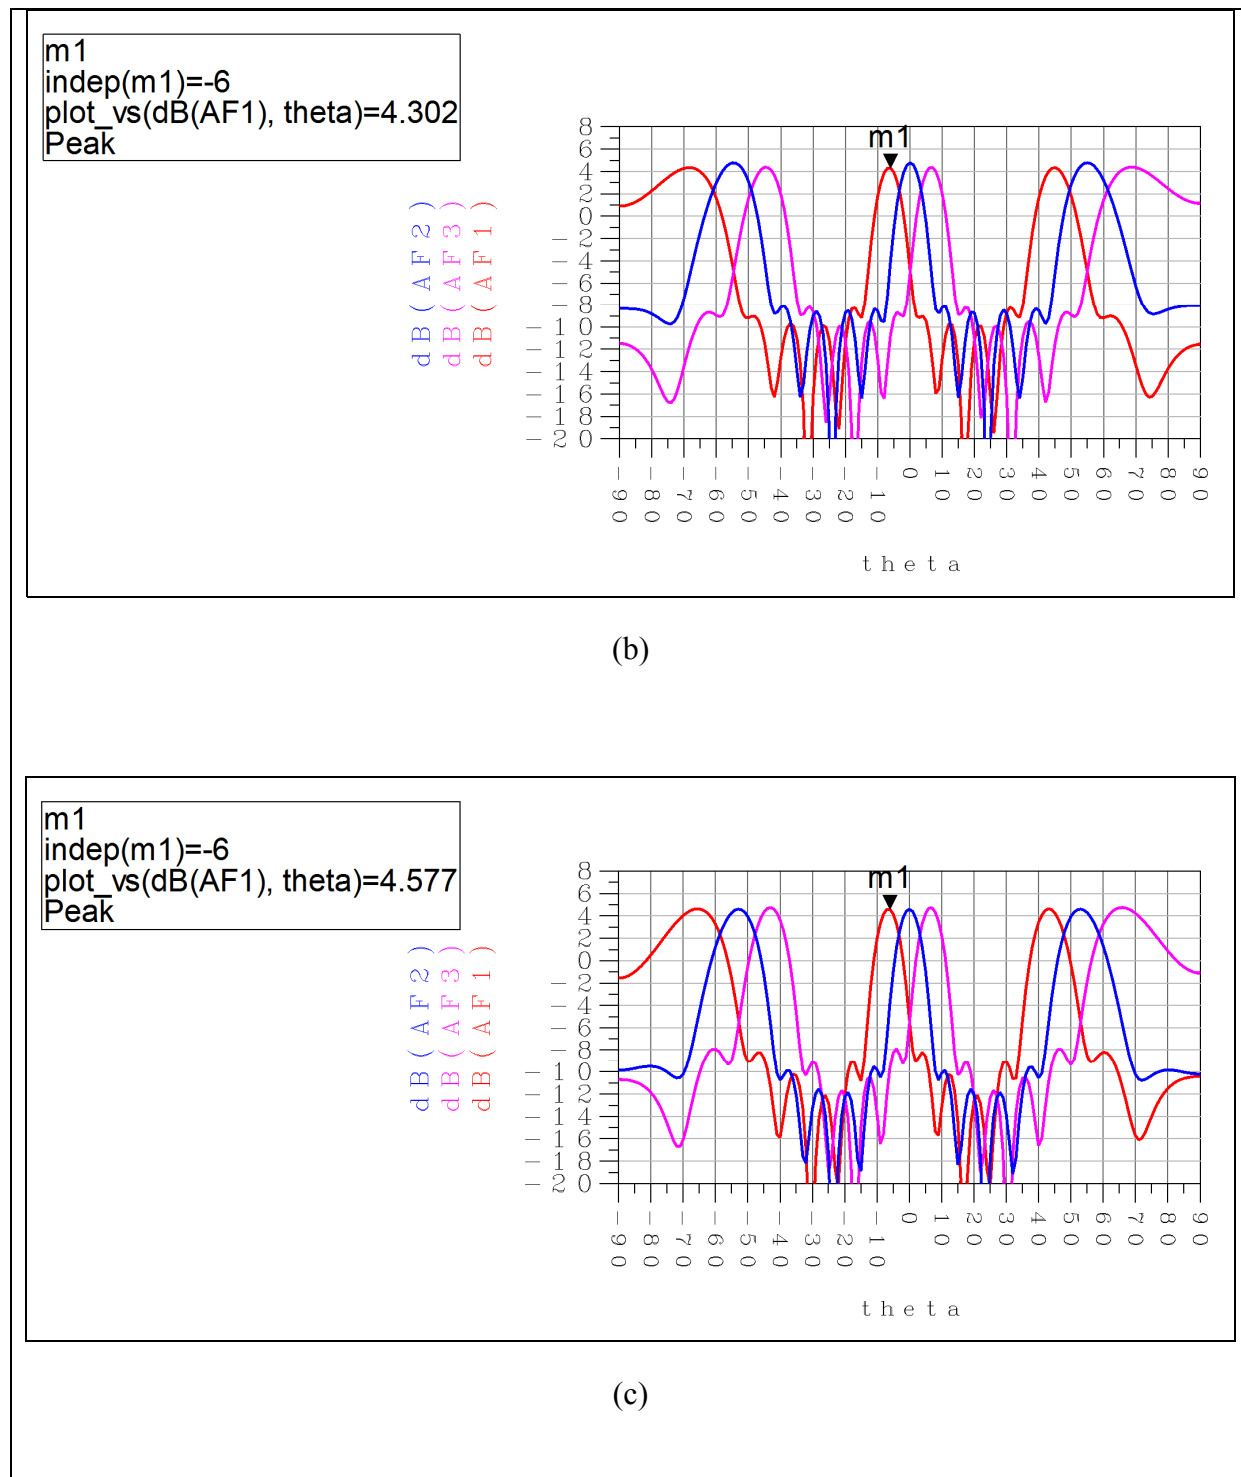 m1
indep(m1)=-6
plot_vs(dB(AF1), theta)=4.302
Peak
dB(AF2)
dB(AF3)
dB(AF1)
m1
8
6
4
2
0
-2
-4
-6
-8
-10
-12
-14
-16
-18
-20
-90 -80 -70 -60 -50 -40 -30 -20 -10 0 10 20 30 40 50 60 70 80 90
theta
(b)
m1
indep(m1)=-6
plot_vs(dB(AF1), theta)=4.577
Peak
dB(AF2)
dB(AF3)
dB(AF1)
m1
8
6
4
2
0
-2
-4
-6
-8
-10
-12
-14
-16
-18
-20
-90 -80 -70 -60 -50 -40 -30 -20 -10 0 10 20 30 40 50 60 70 80 90
theta
(c)